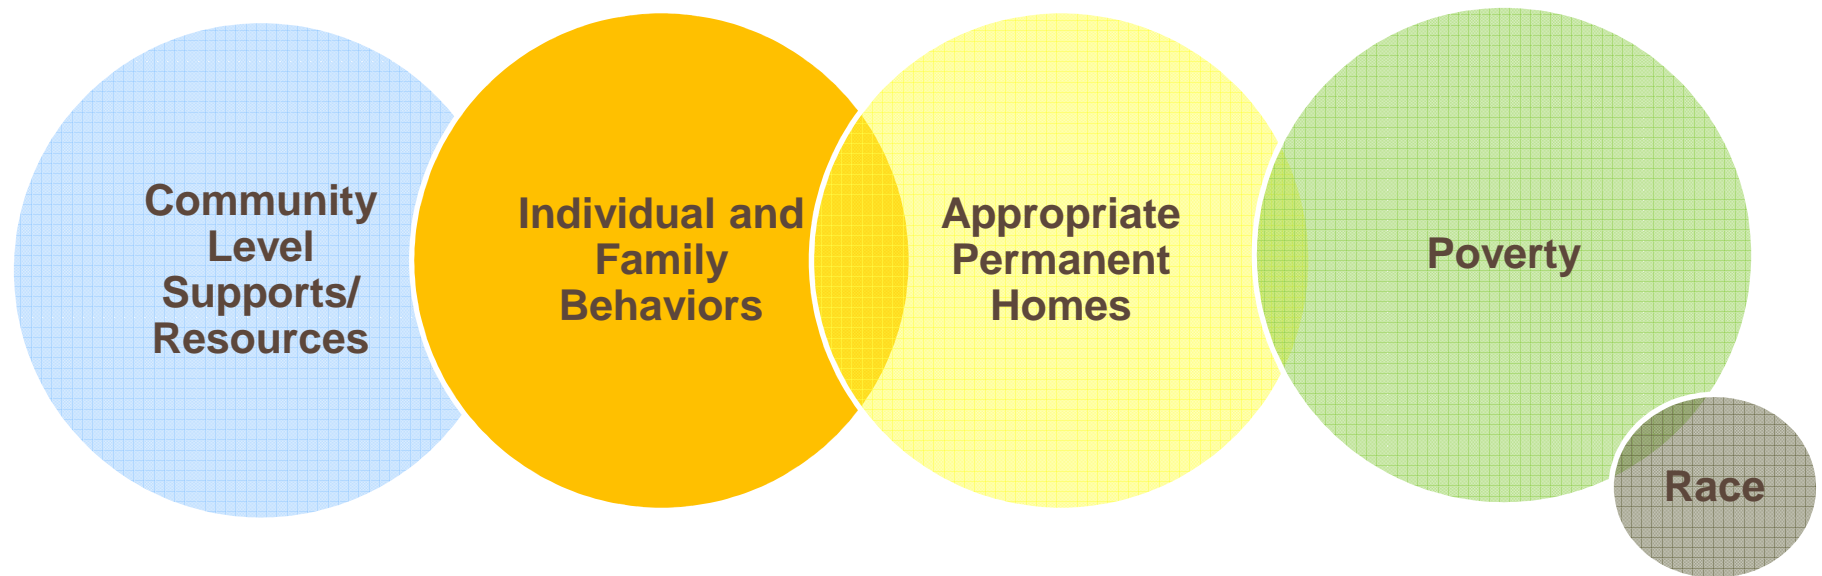 Community
Level
Supports/
Resources
Individual and
Family
Behaviors
Appropriate
Permanent
Homes
Poverty
Race